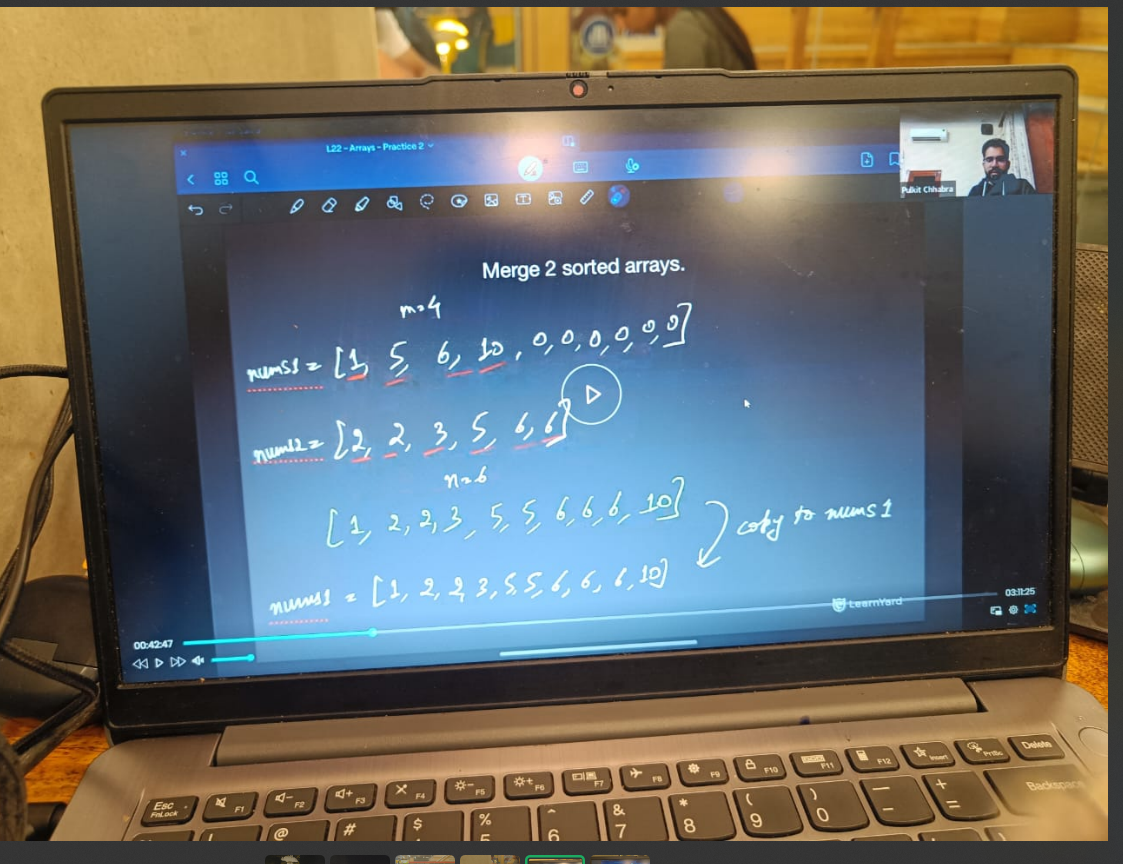 L22 - Arrays - Practice 2
Pulkit Chhabra
Merge 2 sorted arrays.
m=4
nums1 = [1, 5, 6, 10, 0, 0, 0, 0, 0, 0]
nums2 = [2, 2, 3, 5, 6, 6]
n=6
[1, 2, 2, 3, 5, 5, 6, 6, 6, 10]
copy to nums1
nums1 = [1, 2, 2, 3, 5, 5, 6, 6, 6, 10]
LearnYard
03:11:25
00:42:47
Esc F1 F2 F3 F4 F5 F6 F7 F8 F9 F10 F11 F12 Insert PrtSc Delete
FnLock
@ # $ % ^ & * ( ) _ + Backspace
5 6 7 8 9 0 - =